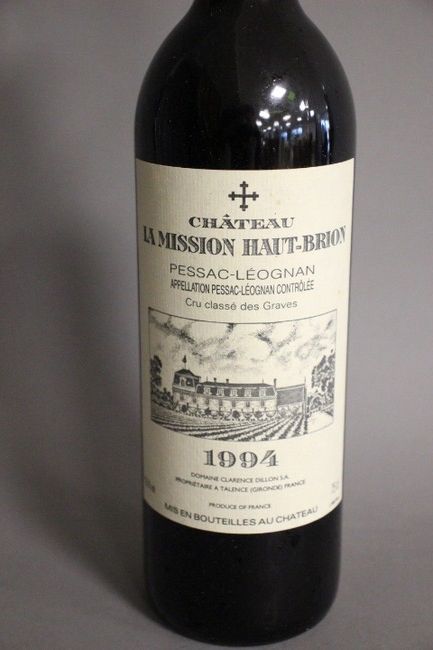 CHÂTEAU
LA MISSION HAUT-BRION
PESSAC-LÉOGNAN
APPELLATION PESSAC-LÉOGNAN CONTRÔLÉE
Cru classé des Graves
1994
DOMAINE CLARENCE DILLON S.A.
PROPRIÉTAIRE A TALENCE (GIRONDE) FRANCE
PRODUCE OF FRANCE
MIS EN BOUTEILLES AU CHATEAU